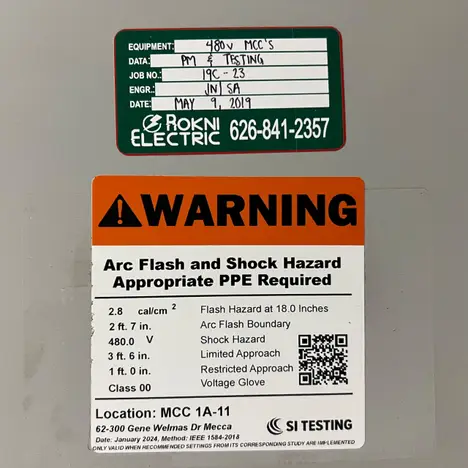 EQUIPMENT: 480V MCC'S
DATA: PM & TESTING
JOB NO.: 19C-23
ENGR.: JN/SA
DATE: MAY 9, 2019
ROKNI ELECTRIC 626-841-2357
WARNING
Arc Flash and Shock Hazard
Appropriate PPE Required
2.8 cal/cm² Flash Hazard at 18.0 Inches
2 ft. 7 in. Arc Flash Boundary
480.0 V Shock Hazard
3 ft. 6 in. Limited Approach
1 ft. 0 in. Restricted Approach
Class 00 Voltage Glove
Location: MCC 1A-11
62-300 Gene Welmas Dr Mecca
SI TESTING
Date: January 2024, Method: IEEE 1584-2018
ONLY VALID WHEN RECOMMENDED SETTINGS FROM ITS CORRESPONDING STUDY ARE IMPLEMENTED